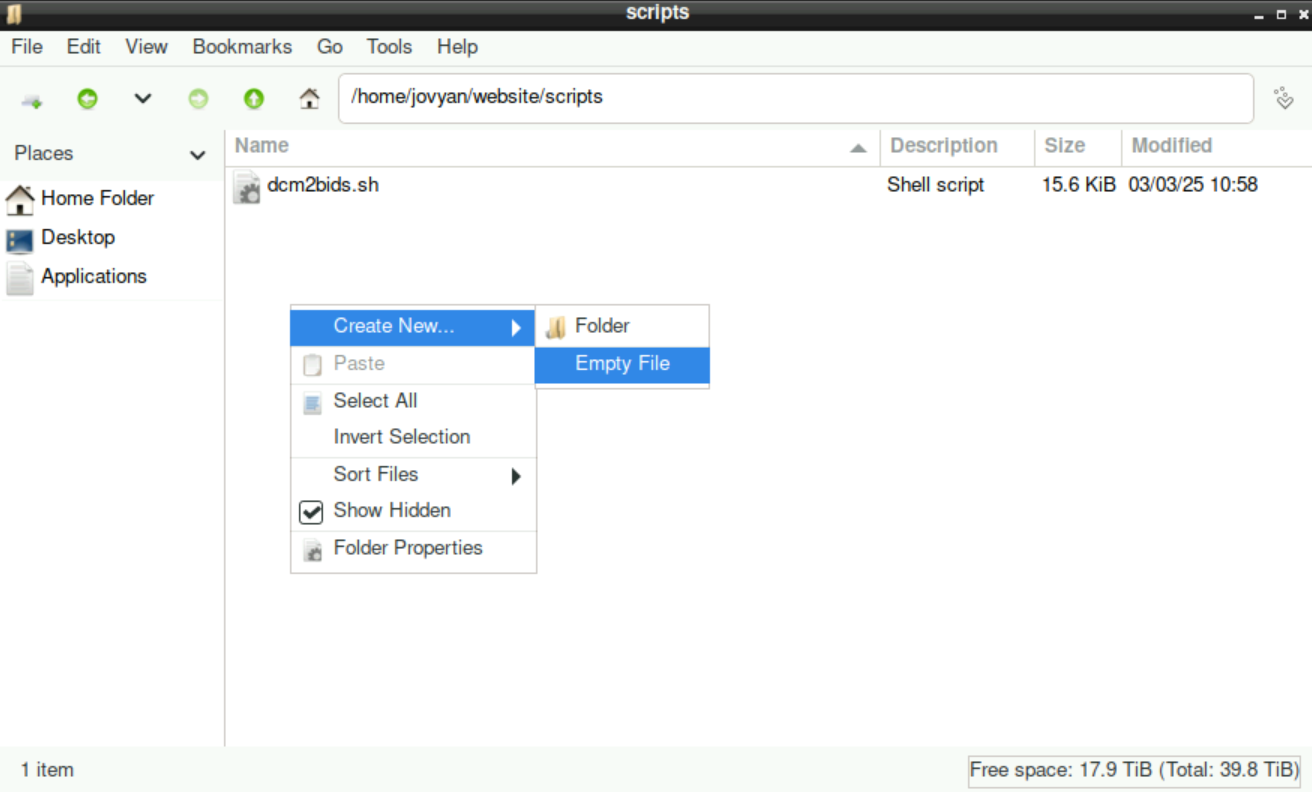 scripts
File Edit View Bookmarks Go Tools Help
/home/jovyan/website/scripts
Places
Home Folder
Desktop
Applications
Name Description Size Modified
dcm2bids.sh Shell script 15.6 KiB 03/03/25 10:58
Create New...
Paste
Select All
Invert Selection
Sort Files
Show Hidden
Folder Properties
Folder
Empty File
1 item
Free space: 17.9 TiB (Total: 39.8 TiB)